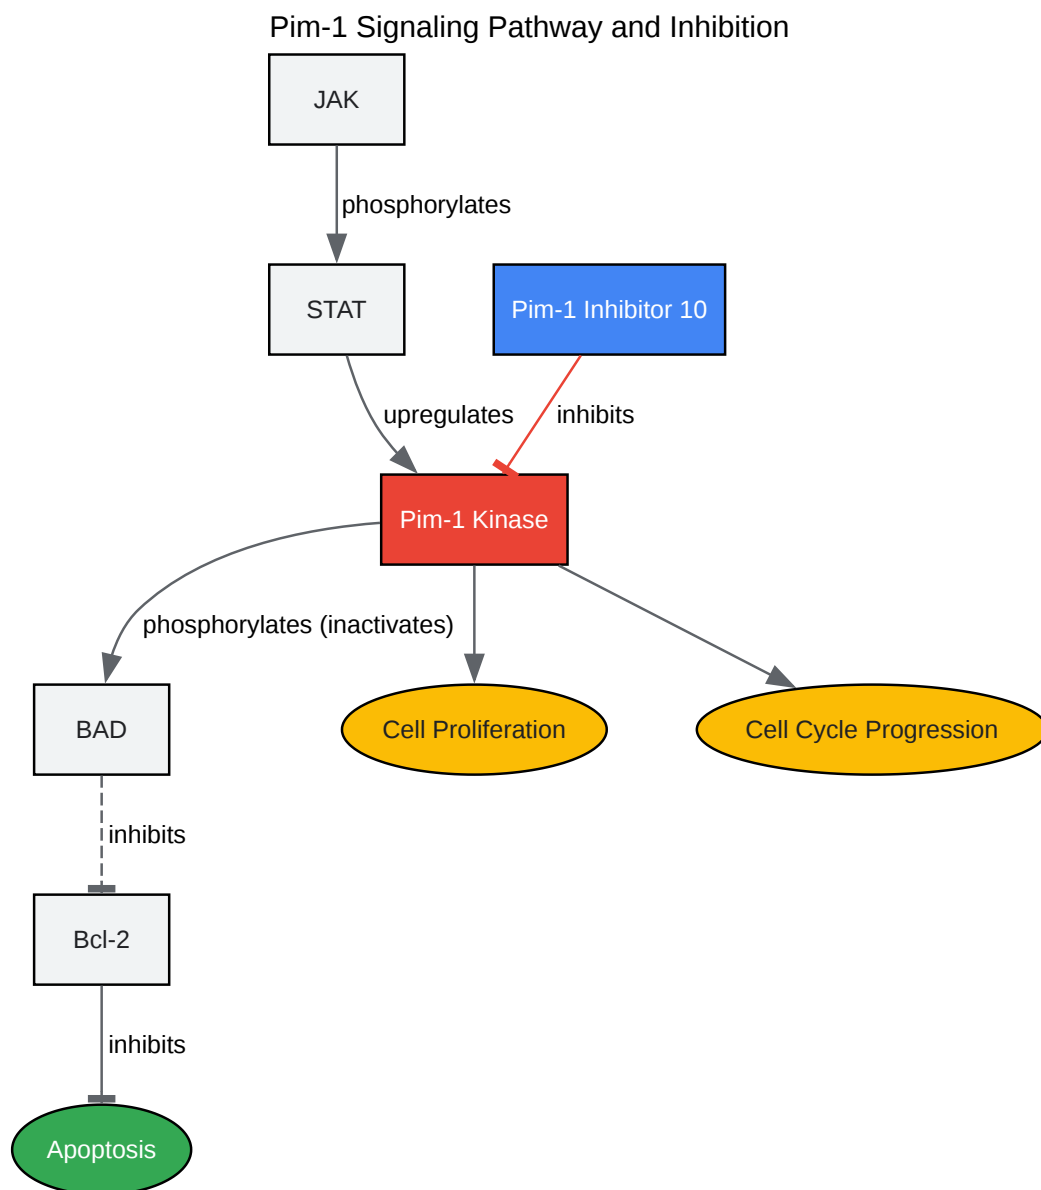 Pim-1 Signaling Pathway and Inhibition
JAK
phosphorylates
STAT
Pim-1 Inhibitor 10
upregulates
inhibits
Pim-1 Kinase
phosphorylates (inactivates)
BAD
Cell Proliferation
Cell Cycle Progression
inhibits
Bcl-2
inhibits
Apoptosis